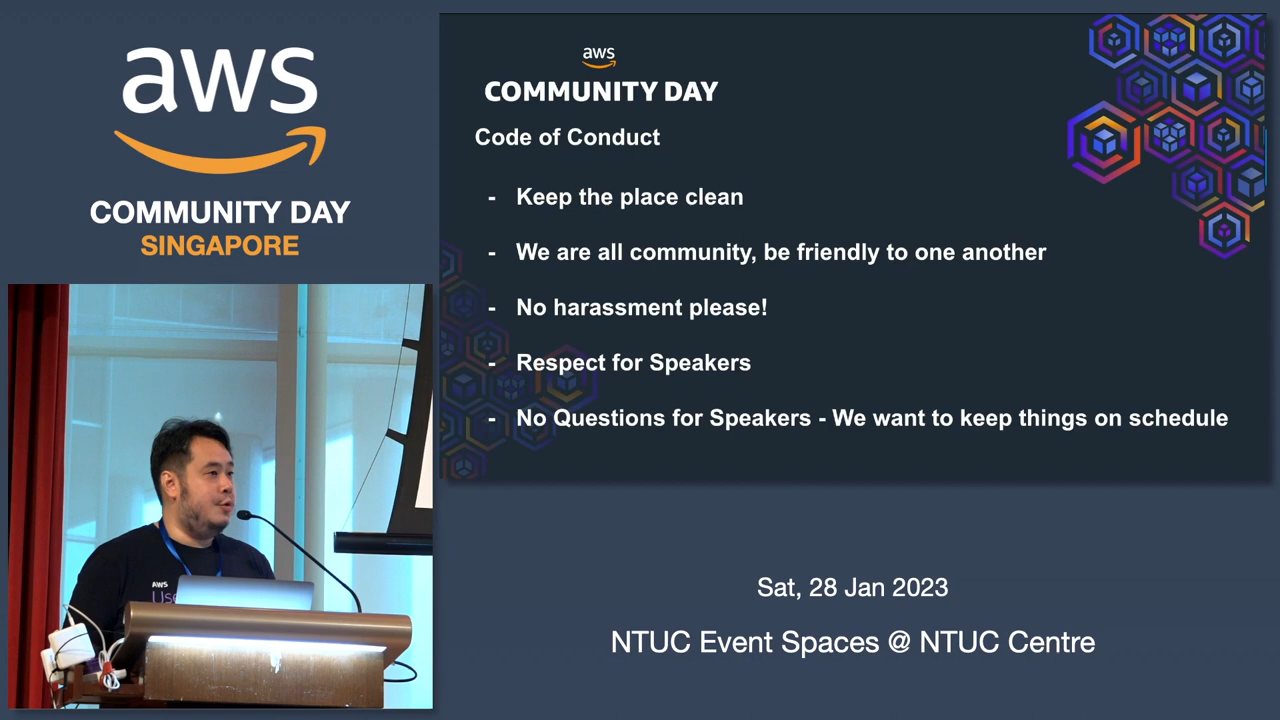 aws
COMMUNITY DAY
SINGAPORE
aws
COMMUNITY DAY
Code of Conduct
- Keep the place clean
- We are all community, be friendly to one another
- No harassment please!
- Respect for Speakers
- No Questions for Speakers - We want to keep things on schedule
AWS
Sat, 28 Jan 2023
NTUC Event Spaces @ NTUC Centre